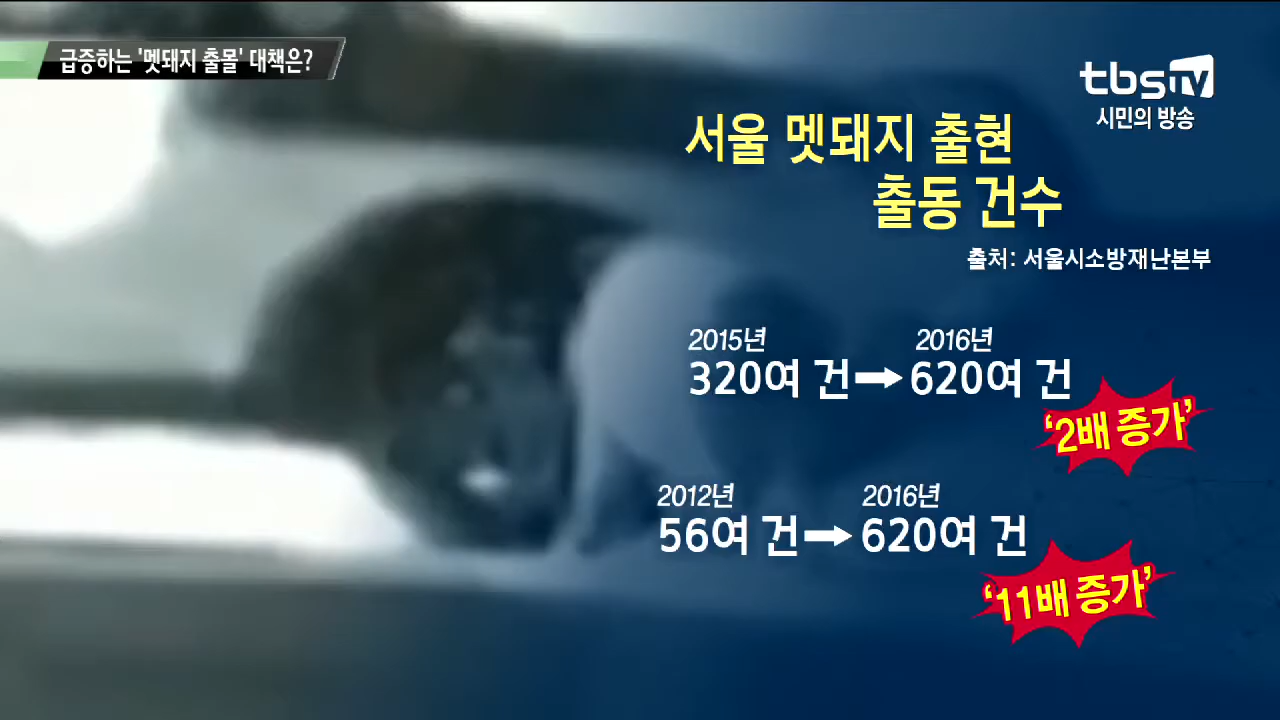 급증하는 '멧돼지 출몰' 대책은?
tbsTV
시민의 방송
서울 멧돼지 출현
출동 건수
출처: 서울시소방재난본부
2015년 2016년
320여 건➡620여 건
'2배 증가'
2012년 2016년
56여 건➡620여 건
'11배 증가'